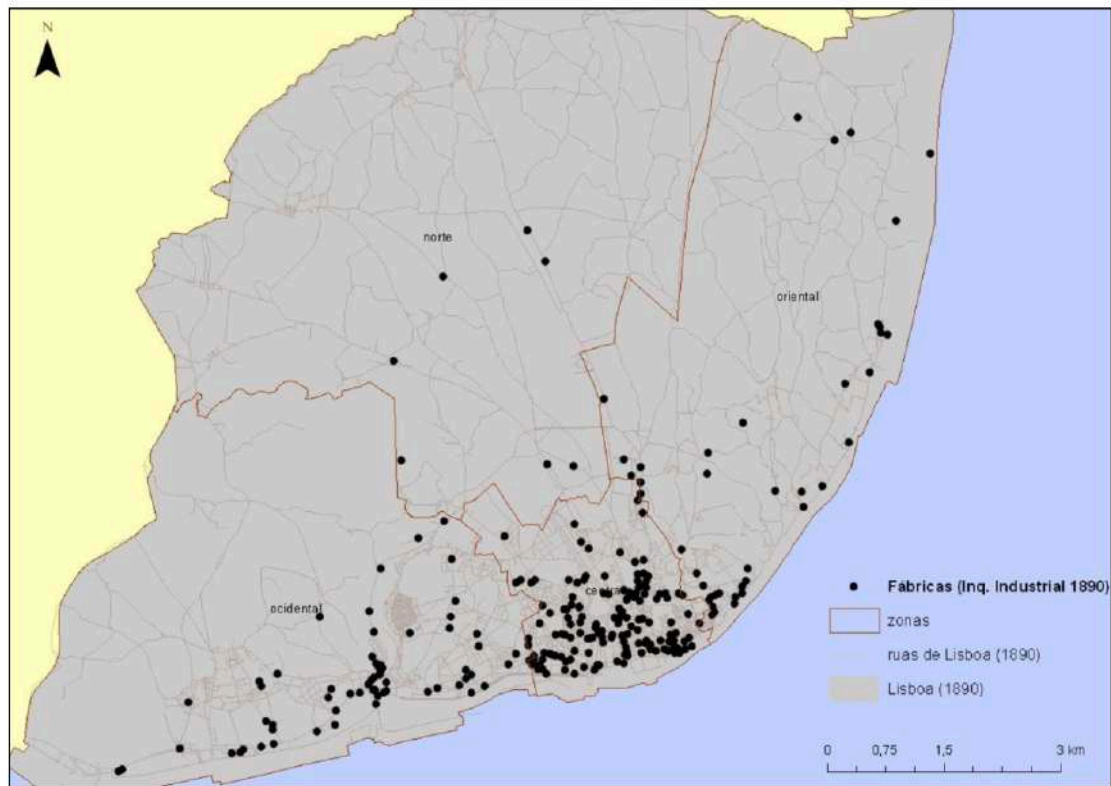 N
norte
oriental
central
ocidental
Fábricas (Inq. Industrial 1890)
zonas
ruas de Lisboa (1890)
Lisboa (1890)
0 0,75 1,5 3 km